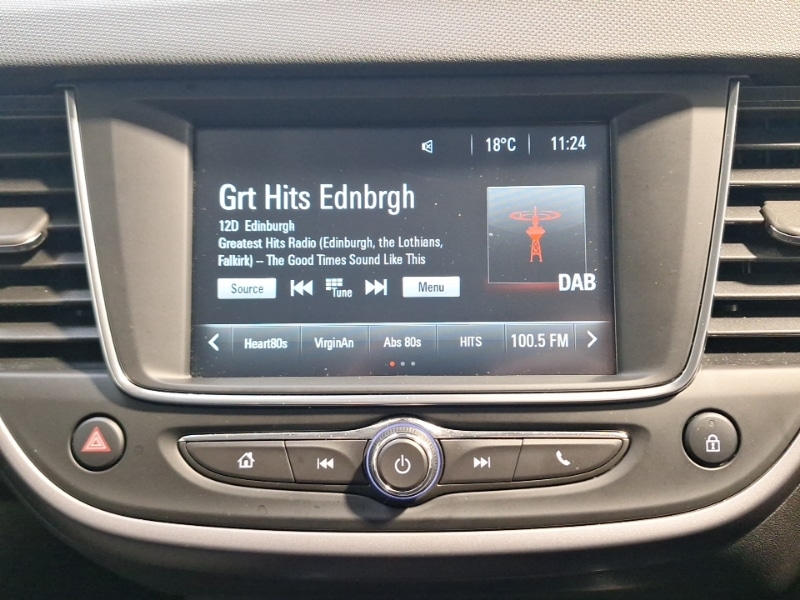 18°C 11:24
Grt Hits Ednbrgh
12D Edinburgh
Greatest Hits Radio (Edinburgh, the Lothians,
Falkirk) – The Good Times Sound Like This
DAB
Source Tune Menu
Heart80s VirginAn Abs 80s HITS 100.5 FM